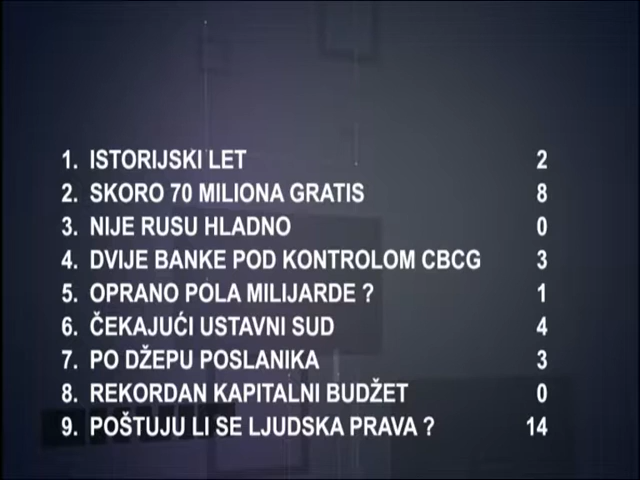 1. ISTORIJSKI LET 2
2. SKORO 70 MILIONA GRATIS 8
3. NIJE RUSU HLADNO 0
4. DVIJE BANKE POD KONTROLOM CBCG 3
5. OPRANO POLA MILIJARDE ? 1
6. ČEKAJUĆI USTAVNI SUD 4
7. PO DŽEPU POSLANIKA 3
8. REKORDAN KAPITALNI BUDŽET 0
9. POŠTUJU LI SE LJUDSKA PRAVA ? 14